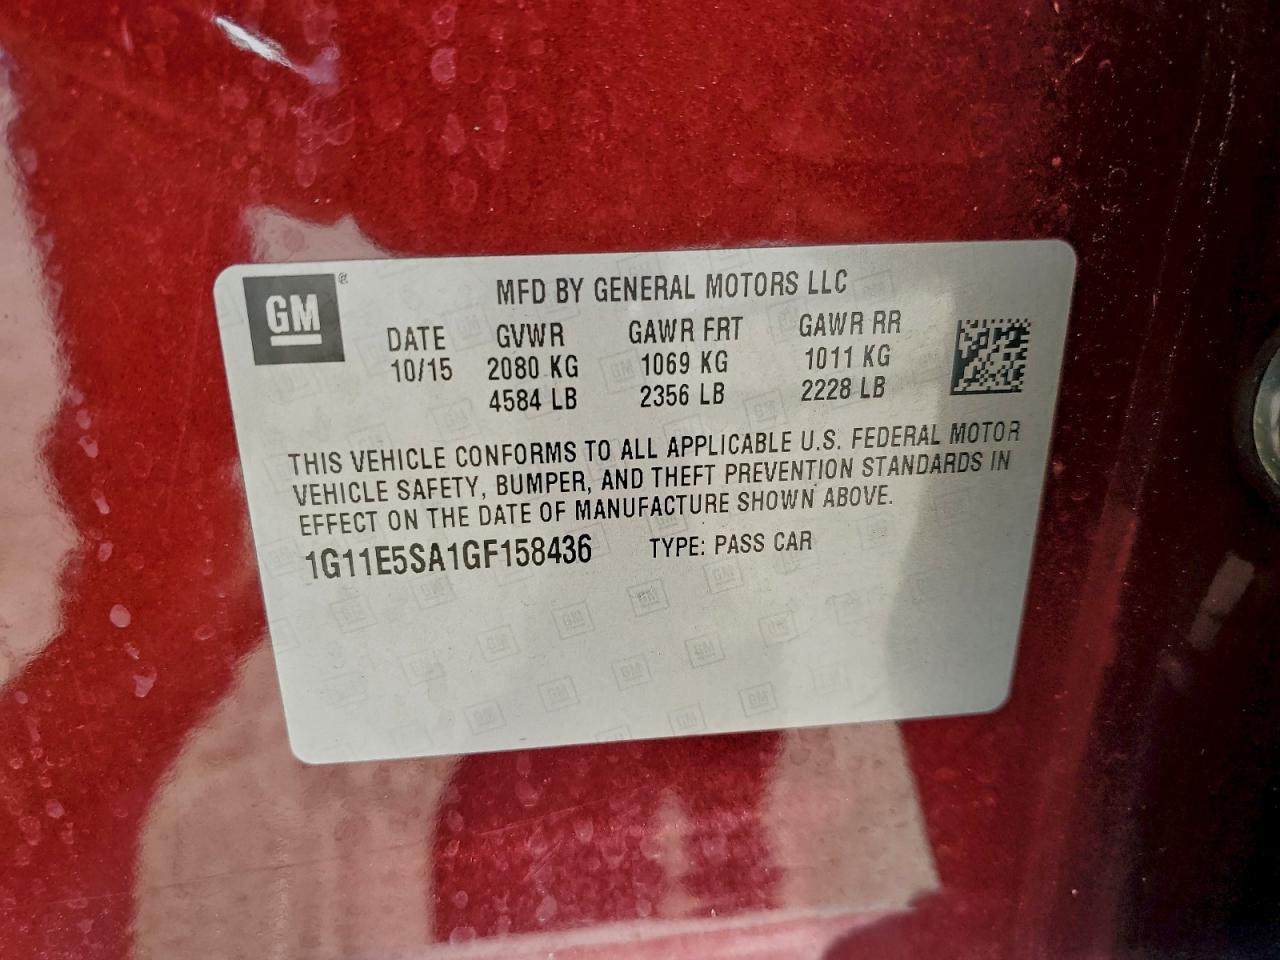 GM ®
MFD BY GENERAL MOTORS LLC
DATE GVWR GAWR FRT GAWR RR
10/15 2080 KG 1069 KG 1011 KG
4584 LB 2356 LB 2228 LB
THIS VEHICLE CONFORMS TO ALL APPLICABLE U.S. FEDERAL MOTOR
VEHICLE SAFETY, BUMPER, AND THEFT PREVENTION STANDARDS IN
EFFECT ON THE DATE OF MANUFACTURE SHOWN ABOVE.
1G11E5SA1GF158436 TYPE: PASS CAR